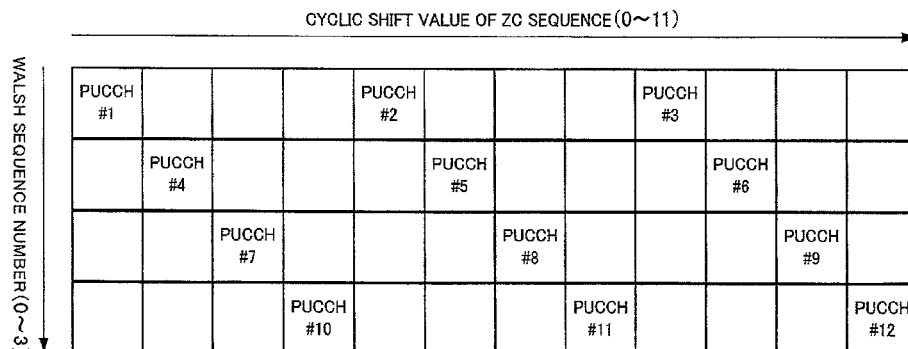 CYCLIC SHIFT VALUE OF ZC SEQUENCE(0~11)
WALSH SEQUENCE NUMBER(0~3)
PUCCH
#1
PUCCH
#2
PUCCH
#3
PUCCH
#4
PUCCH
#5
PUCCH
#6
PUCCH
#7
PUCCH
#8
PUCCH
#9
PUCCH
#10
PUCCH
#11
PUCCH
#12